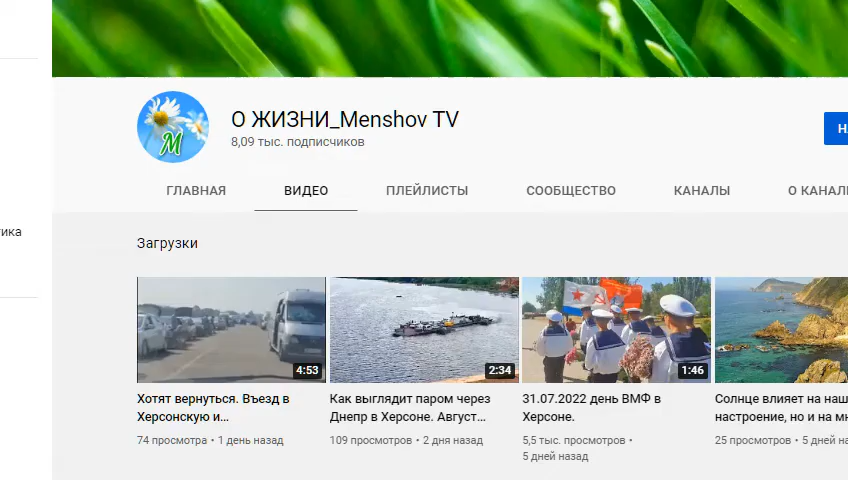 О ЖИЗНИ_Menshov TV
8,09 тыс. подписчиков
ГЛАВНАЯ ВИДЕО ПЛЕЙЛИСТЫ СООБЩЕСТВО КАНАЛЫ О КАНАЛ
Загрузки
4:53
2:34
1:46
Хотят вернуться. Въезд в
Херсонскую и...
74 просмотра • 1 день назад
Как выглядит паром через
Днепр в Херсоне. Август...
109 просмотров • 2 дня назад
31.07.2022 день ВМФ в
Херсоне.
5,5 тыс. просмотров •
5 дней назад
Солнце влияет на наш
настроение, но и на
25 просмотров • 5 дней